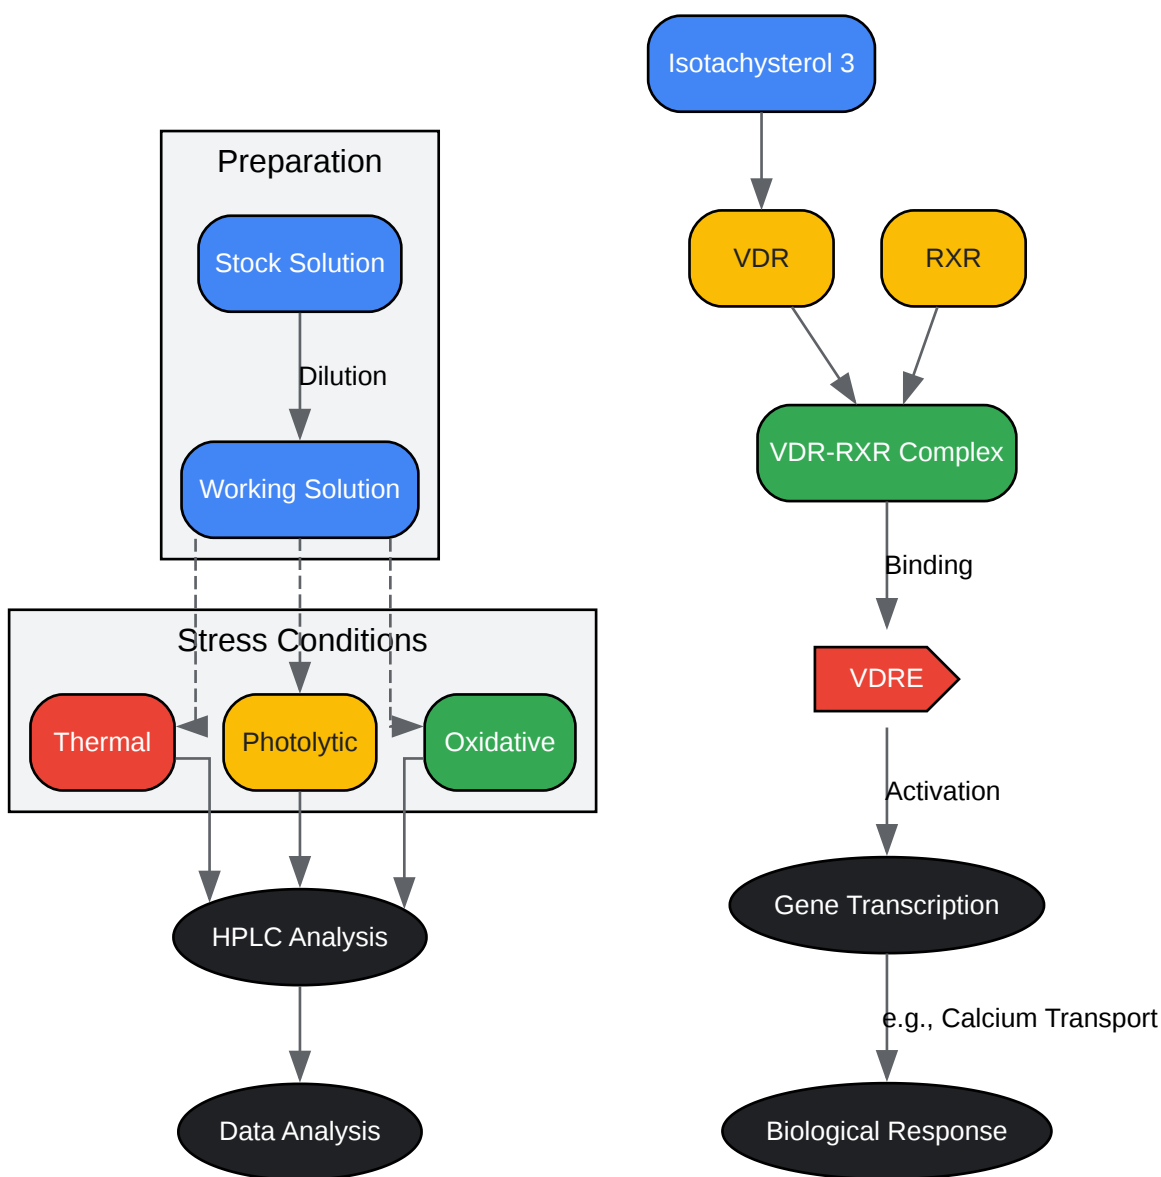 Preparation
Stock Solution
Dilution
Working Solution
Stress Conditions
Thermal
Photolytic
Oxidative
HPLC Analysis
Data Analysis
Isotachysterol 3
VDR
RXR
VDR-RXR Complex
Binding
VDRE
Activation
Gene Transcription
e.g., Calcium Transport
Biological Response